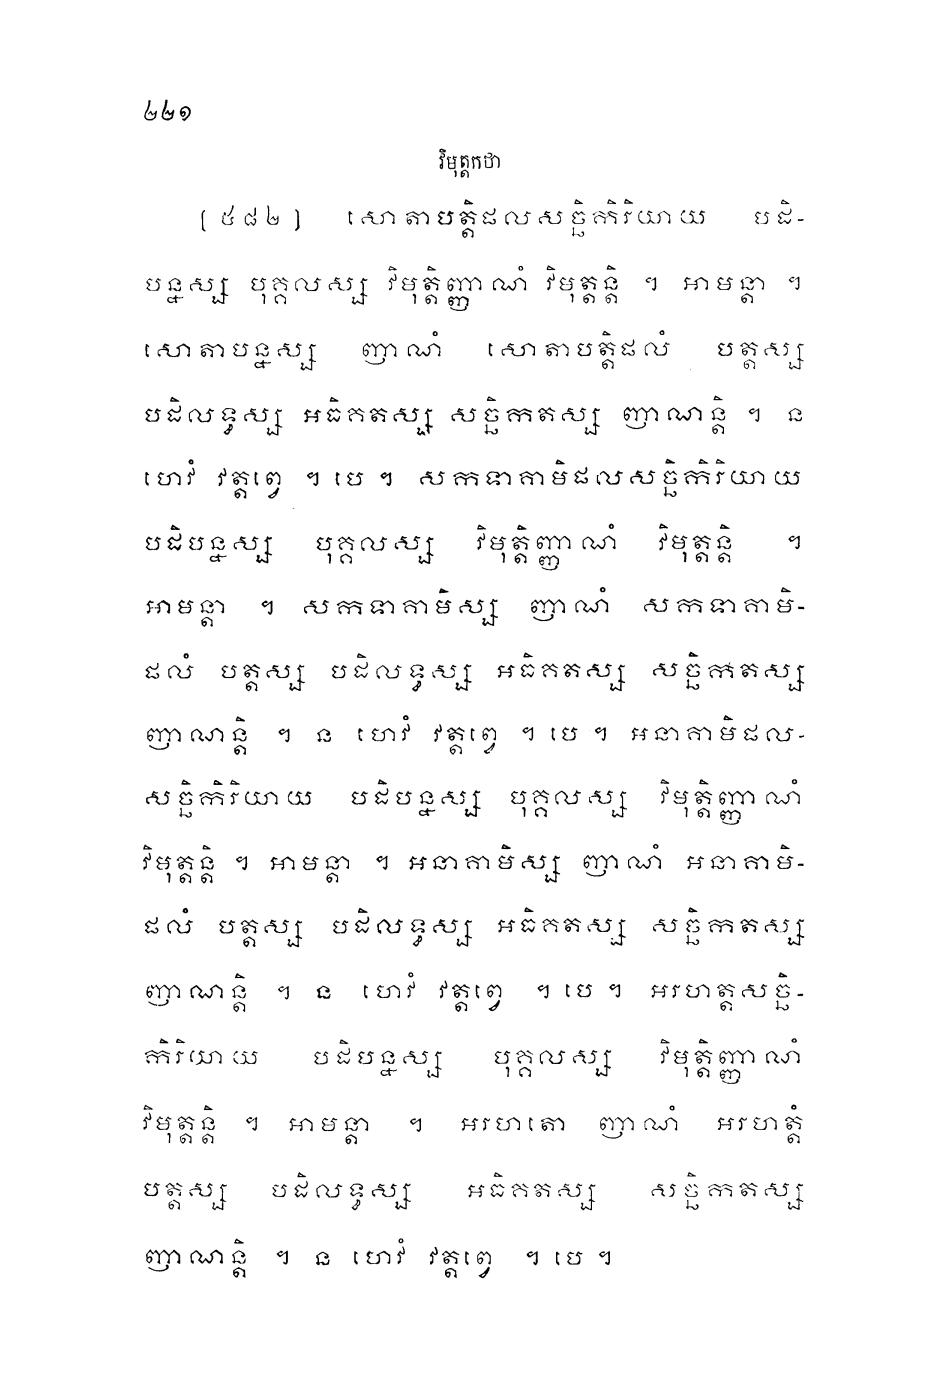 ២២១
វិមុត្តកថា
[ ៥៨២ ] សោតាបត្តិផលសច្ឆិកិរិយាយ បដិ-
បន្នស្ស បុគ្គលស្ស វិមុត្តិញ្ញាណំ វិមុត្តន្តិ ។ អាមន្តា ។
សោតាបន្នស្ស ញាណំ សោតាបត្តិផលំ បត្តស្ស
បដិលទ្ធស្ស អធិគតស្ស សច្ឆិកតស្ស ញាណន្តិ ។ ន
ហេវំ វត្តព្វេ ។ បេ ។ សកទាគាមិផលសច្ឆិកិរិយាយ
បដិបន្នស្ស បុគ្គលស្ស វិមុត្តិញ្ញាណំ វិមុត្តន្តិ ។
អាមន្តា ។ សកទាគាមិស្ស ញាណំ សកទាគាមិ-
ផលំ បត្តស្ស បដិលទ្ធស្ស អធិគតស្ស សច្ឆិកតស្ស
ញាណន្តិ ។ ន ហេវំ វត្តព្វេ ។ បេ ។ អនាគាមិផល-
សច្ឆិកិរិយាយ បដិបន្នស្ស បុគ្គលស្ស វិមុត្តិញ្ញាណំ
វិមុត្តន្តិ ។ អាមន្តា ។ អនាគាមិស្ស ញាណំ អនាគាមិ-
ផលំ បត្តស្ស បដិលទ្ធស្ស អធិគតស្ស សច្ឆិកតស្ស
ញាណន្តិ ។ ន ហេវំ វត្តព្វេ ។ បេ ។ អរហត្តសច្ឆិ-
កិរិយាយ បដិបន្នស្ស បុគ្គលស្ស វិមុត្តិញ្ញាណំ
វិមុត្តន្តិ ។ អាមន្តា ។ អរហតោ ញាណំ អរហត្តំ
បត្តស្ស បដិលទ្ធស្ស អធិគតស្ស សច្ឆិកតស្ស
ញាណន្តិ ។ ន ហេវំ វត្តព្វេ ។ បេ ។